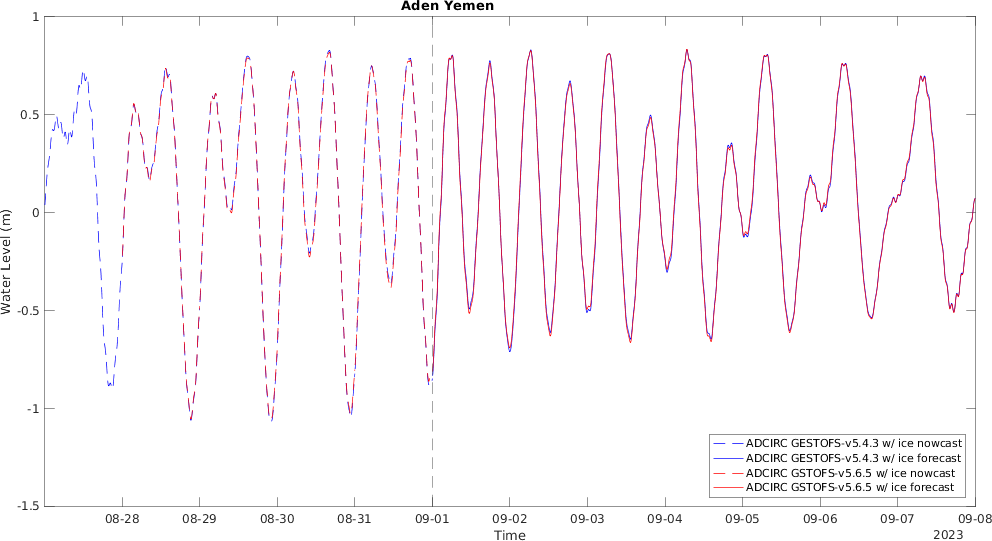 Aden Yemen
1
0.5
0
-0.5
-1
-1.5
Water Level (m)
ADCIRC GESTOFS-v5.4.3 w/ ice nowcast
ADCIRC GESTOFS-v5.4.3 w/ ice forecast
ADCIRC GSTOFS-v5.6.5 w/ ice nowcast
ADCIRC GSTOFS-v5.6.5 w/ ice forecast
08-28 08-29 08-30 08-31 09-01 09-02 09-03 09-04 09-05 09-06 09-07 09-08
Time
2023